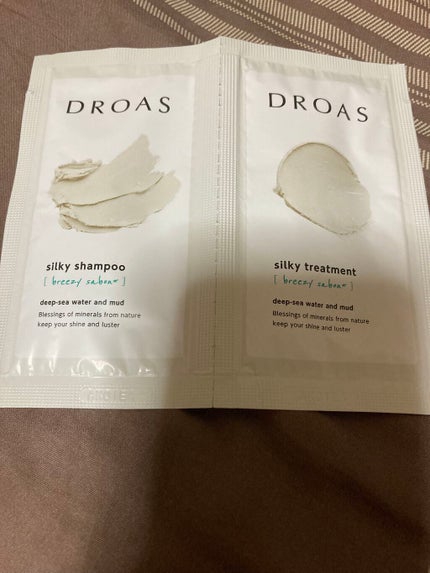 DROAS
silky shampoo
[ breezy savon* ]
deep-sea water and mud
Blessings of minerals from nature
keep your shine and luster
DROAS
silky treatment
[ breezy savon* ]
deep-sea water and mud
Blessings of minerals from nature
keep your shine and luster